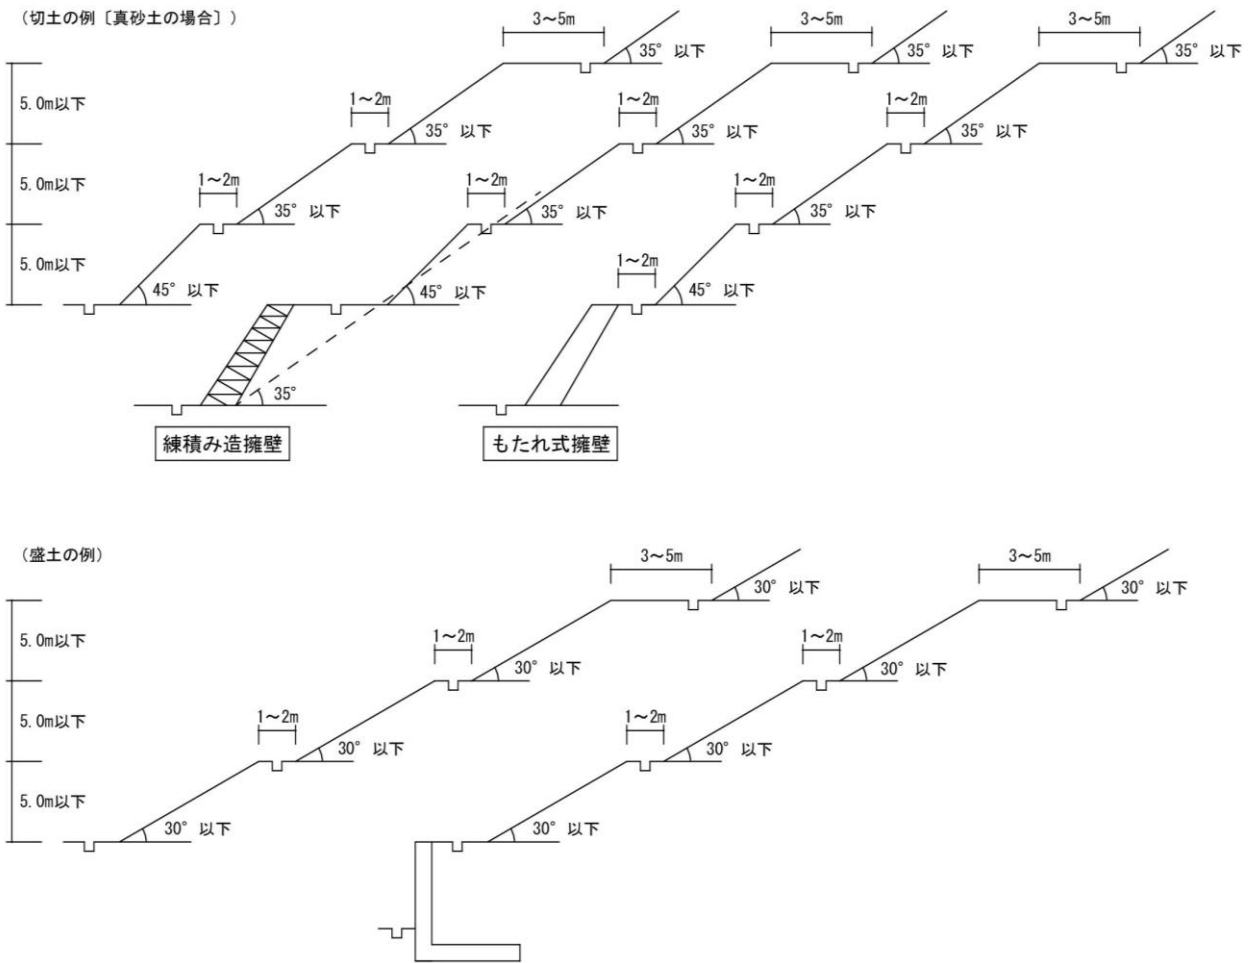 (切土の例〔真砂土の場合〕)
3～5m
3～5m
3～5m
35° 以下
35° 以下
35° 以下
5.0m以下
1～2m
1～2m
1～2m
35° 以下
35° 以下
35° 以下
5.0m以下
1～2m
1～2m
1～2m
35° 以下
35° 以下
35° 以下
5.0m以下
1～2m
45° 以下
45° 以下
45° 以下
35°
練積み造擁壁
もたれ式擁壁
(盛土の例)
3～5m
3～5m
30° 以下
30° 以下
5.0m以下
1～2m
1～2m
30° 以下
30° 以下
5.0m以下
1～2m
1～2m
30° 以下
30° 以下
5.0m以下
30° 以下
30° 以下